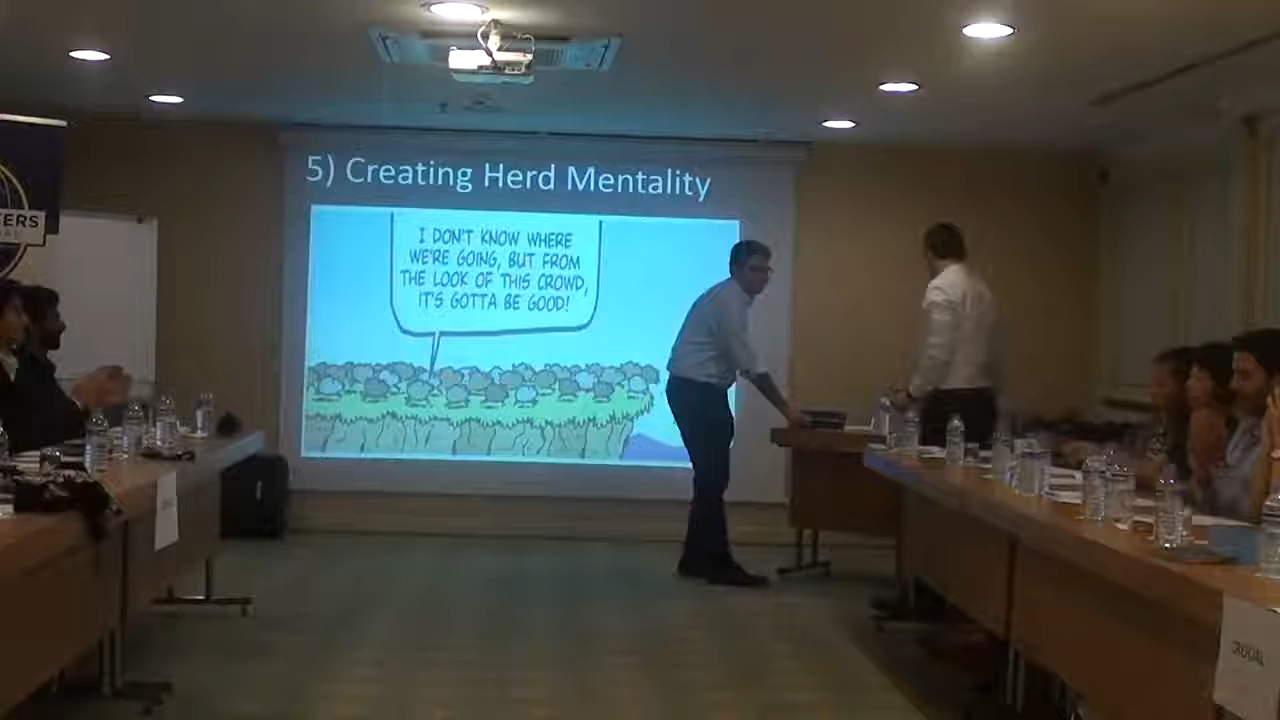 5) Creating Herd Mentality
I DON'T KNOW WHERE
WE'RE GOING, BUT FROM
THE LOOK OF THIS CROWD,
IT'S GOTTA BE GOOD!
TERS
CRUCIAL